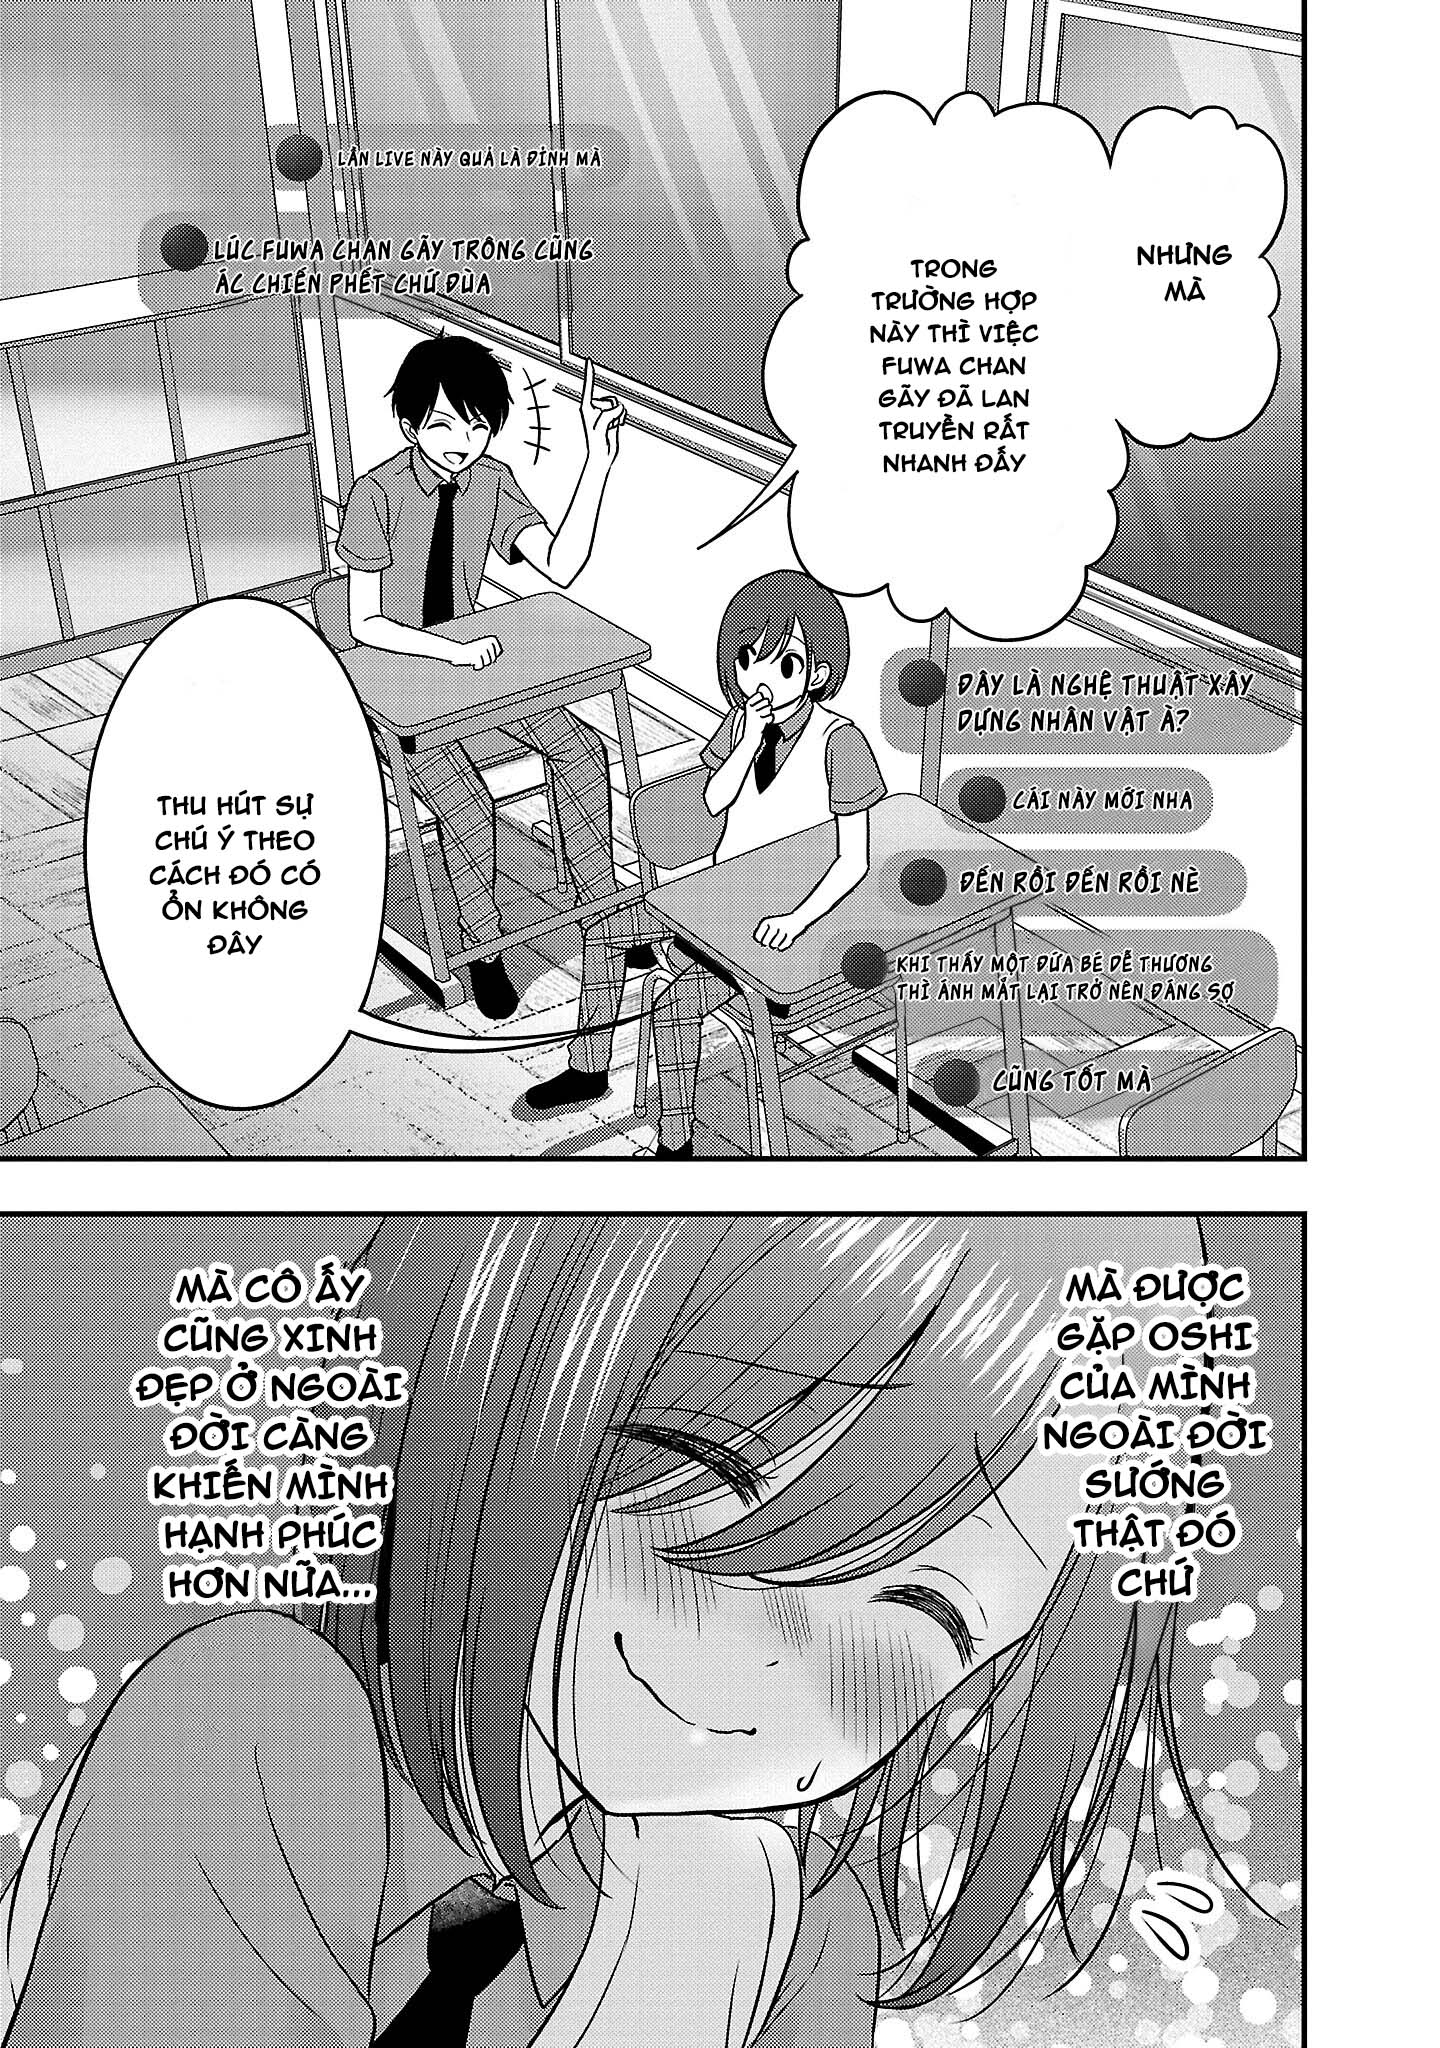 NHƯNG
MÀ
TRONG
TRƯỜNG HỢP
NÀY THÌ VIỆC
FUWA CHAN
GÃY ĐÃ LAN
TRUYỀN RẤT
NHANH ĐẤY
LẦN LIVE NÀY QUẢ LÀ ĐỈNH MÀ
LÚC FUWA CHAN GÃY TRÔNG CŨNG
ÁC CHIẾN PHẾT CHỨ ĐÙA
ĐÂY LÀ NGHỆ THUẬT XÂY
DỰNG NHÂN VẬT À?
CÁI NÀY MỚI NHA
ĐẾN RỒI ĐẾN RỒI NÈ
KHI THẤY MỘT ĐỨA BÉ DỄ THƯƠNG
THÌ ÁNH MẮT LẠI TRỞ NÊN ĐÁNG SỢ
CŨNG TỐT MÀ
THU HÚT SỰ
CHÚ Ý THEO
CÁCH ĐÓ CÓ
ỔN KHÔNG
ĐÂY
MÀ ĐƯỢC
GẶP OSHI
CỦA MÌNH
NGOÀI ĐỜI
SƯỚNG
THẬT ĐÓ
CHỨ
MÀ CÔ ẤY
CŨNG XINH
ĐẸP Ở NGOÀI
ĐỜI CÀNG
KHIẾN MÌNH
HẠNH PHÚC
HƠN NỮA...